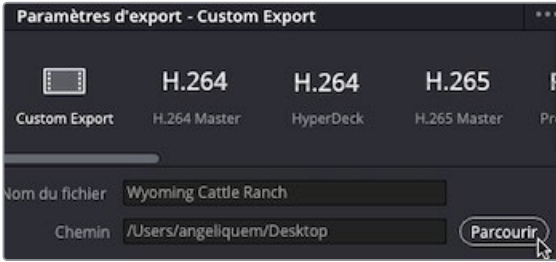 Paramètres d'export - Custom Export
H.264 H.264 H.265
Custom Export H.264 Master HyperDeck H.265 Master
Nom du fichier Wyoming Cattle Ranch
Chemin /Users/angeliquem/Desktop Parcourir